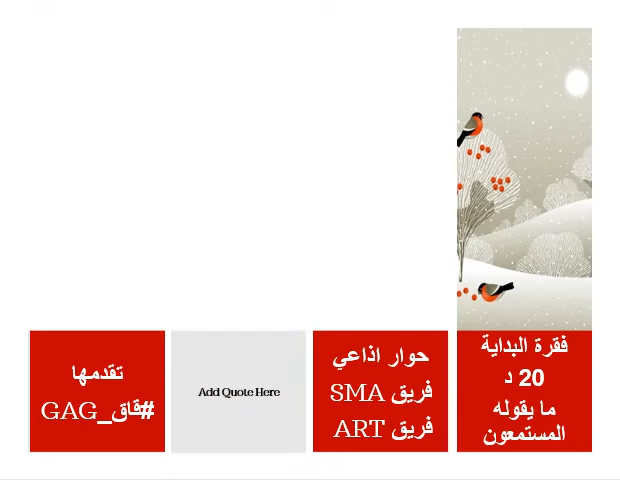 فقرة البداية
20 د
ما يقوله
المستمعون
حوار اذاعي
فريق SMA
فريق ART
Add Quote Here
تقدمها
#قاق_GAG